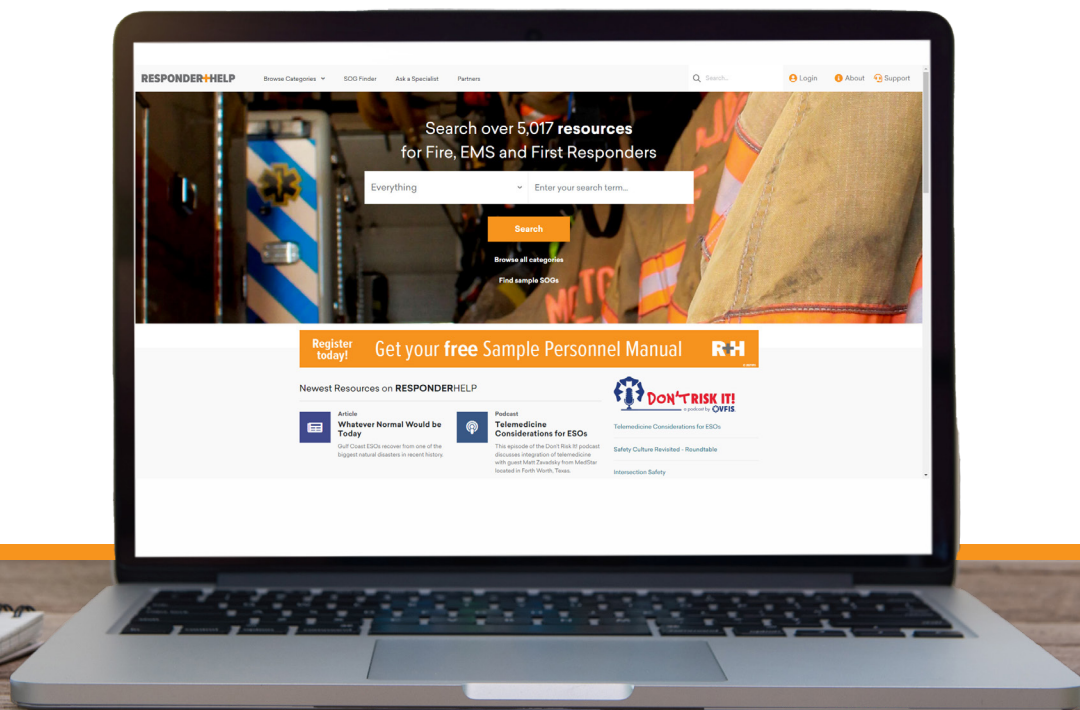 RESPONDER+HELP
Browse Categories
SOG Finder
Ask a Specialist
Partners
Search...
Login
About
Support
Search over 5,017 resources
for Fire, EMS and First Responders
Everything
Enter your search term...
Search
Browse all categories
Find sample SOGs
Register
today!
Get your free Sample Personnel Manual
R+H
Newest Resources on RESPONDERHELP
Article
Whatever Normal Would be
Today
Gulf Coast ESOs recover from one of the
biggest natural disasters in recent history.
Podcast
Telemedicine
Considerations for ESOs
This episode of the Don't Risk It! podcast
discusses integration of telemedicine
with guest Matt Zavadsky from MedStar
located in Forth Worth, Texas.
DON'T RISK IT!
a podcast by VFIS
Telemedicine Considerations for ESOs
Safety Culture Revisited - Roundtable
Intersection Safety